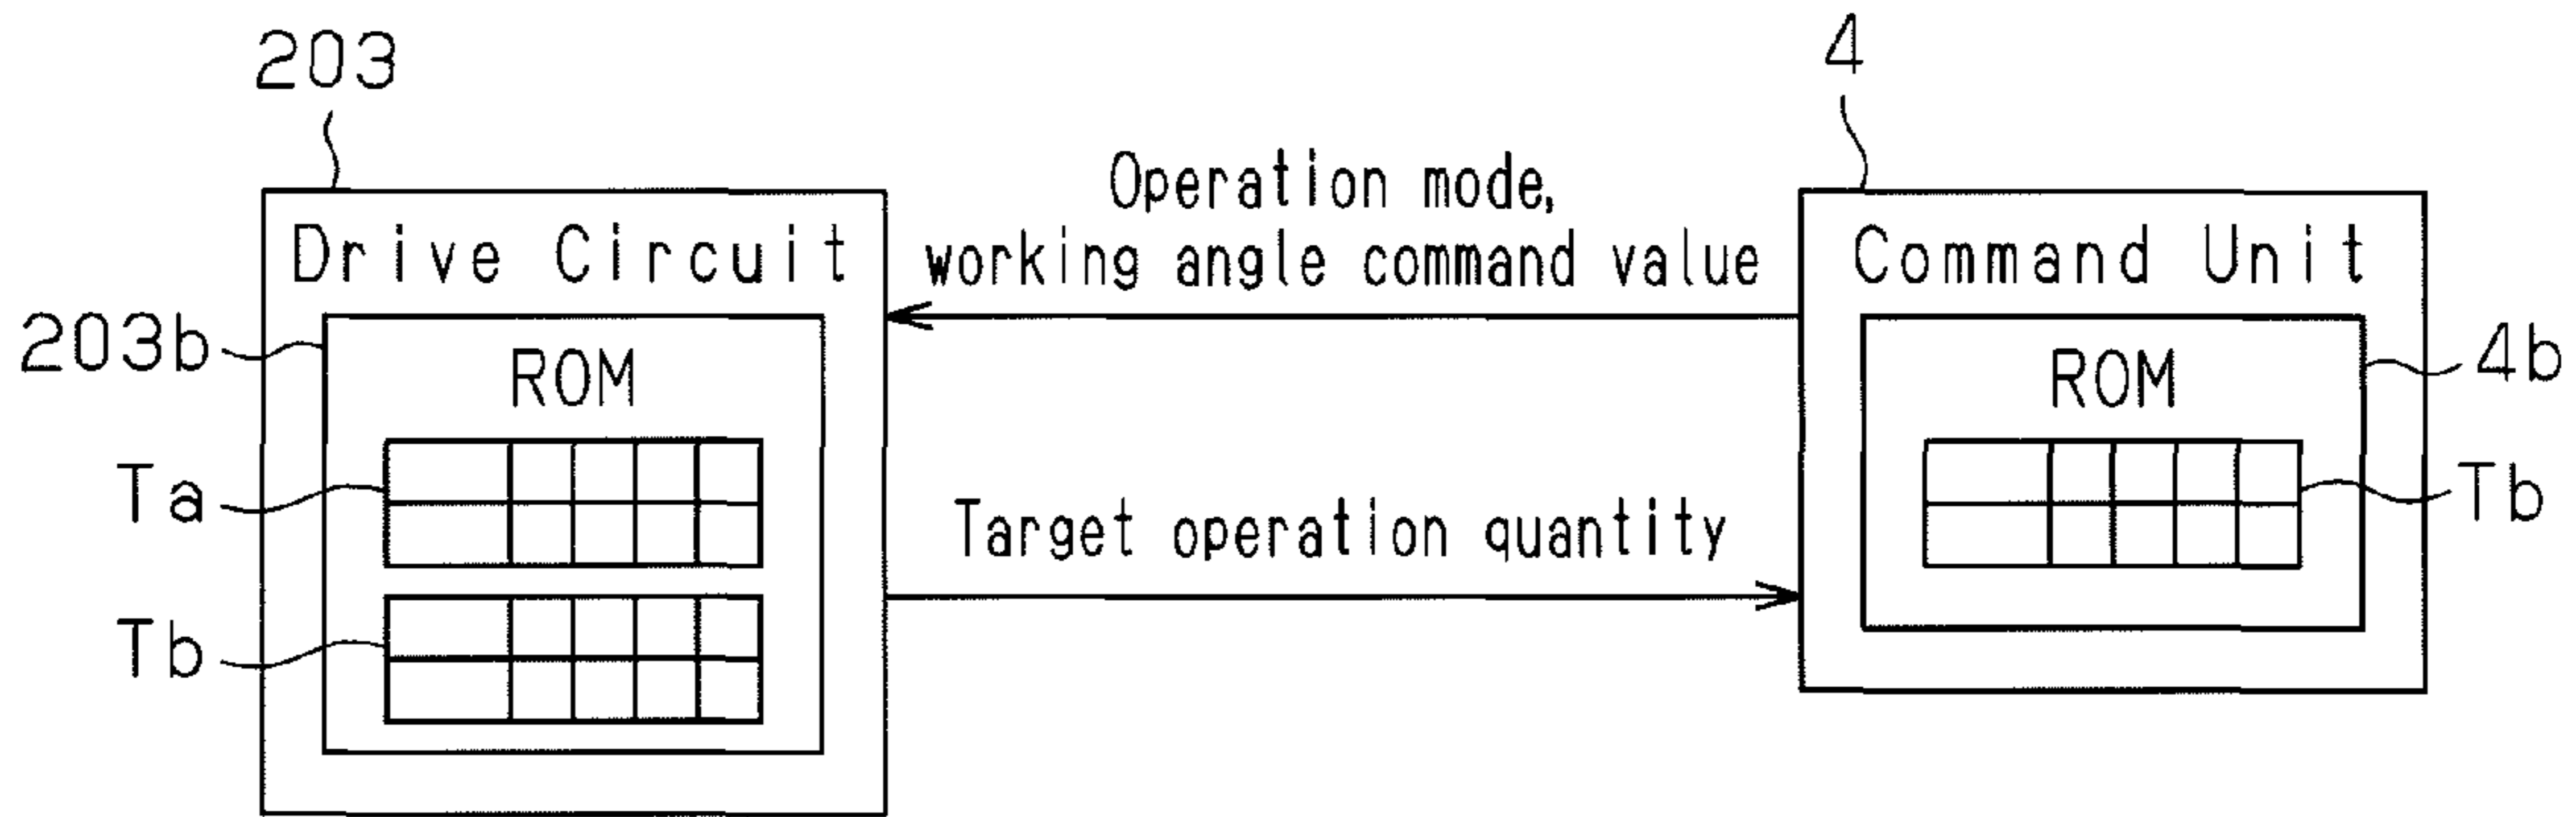 203
4
Operation mode,
working angle command value
Drive Circuit
Command Unit
203b
ROM
ROM
4b
Ta
Tb
Target operation quantity
Tb